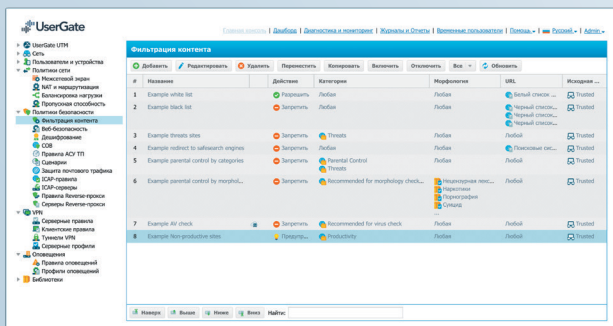 UserGate
Главная консоль | Дашборд | Диагностика и мониторинг | Журналы и Отчеты | Временные пользователи | Помощь | Русский | Admin
UserGate UTM
Сеть
Пользователи и устройства
Политики сети
Межсетевой экран
NAT и маршрутизация
Балансировка нагрузки
Пропускная способность
Политики безопасности
Фильтрация контента
Веб-безопасность
Дешифрование
СОВ
Правила АСУ ТП
Сценарии
Защита почтового трафика
ICAP-правила
ICAP-серверы
Правила Reverse-прокси
Серверы Reverse-прокси
VPN
Серверные правила
Клиентские правила
Туннели VPN
Серверные профили
Оповещения
Правила оповещений
Профили оповещений
Библиотеки
Фильтрация контента
Добавить Редактировать Удалить Переместить Копировать Включить Отключить Все Обновить
# Название Действие Категории Морфология URL Исходная ...
1 Example white list Разрешить Любая Любая Белый список ... Trusted
2 Example black list Запретить Любая Любая Черный список... Trusted
Черный список...
Черный список...
3 Example threats sites Запретить Threats Любая Любой Trusted
4 Example redirect to safesearch engines Запретить Любая Любая Поисковые сис... Trusted
5 Example parental control by categories Запретить Parental Control Любая Любой Trusted
Threats
6 Example parental control by morphol... Запретить Recommended for morphology check... Нецензурная лекс... Любой Trusted
Наркотики
Порнография
Суицид
...
7 Example AV check Запретить Recommended for virus check Любая Любой Trusted
8 Example Non-productive sites Предупр... Productivity Любая Любой Trusted
Наверх Выше Ниже Вниз Найти: